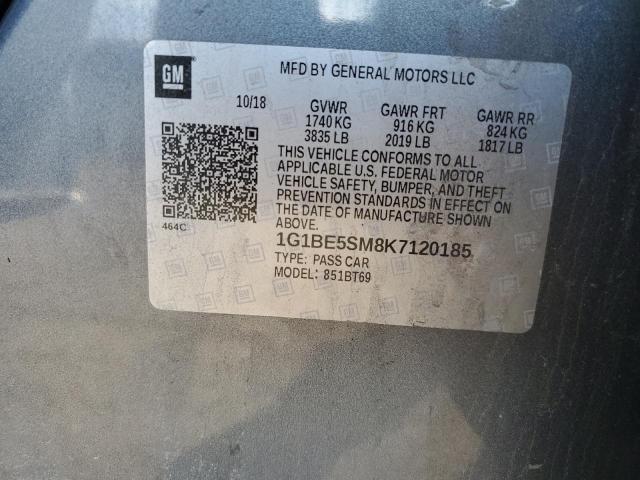 GM
MFD BY GENERAL MOTORS LLC
10/18 GVWR GAWR FRT GAWR RR
1740 KG 916 KG 824 KG
3835 LB 2019 LB 1817 LB
THIS VEHICLE CONFORMS TO ALL
APPLICABLE U.S. FEDERAL MOTOR
VEHICLE SAFETY, BUMPER, AND THEFT
PREVENTION STANDARDS IN EFFECT ON
THE DATE OF MANUFACTURE SHOWN
ABOVE.
464C
1G1BE5SM8K7120185
TYPE: PASS CAR
MODEL: 851BT69